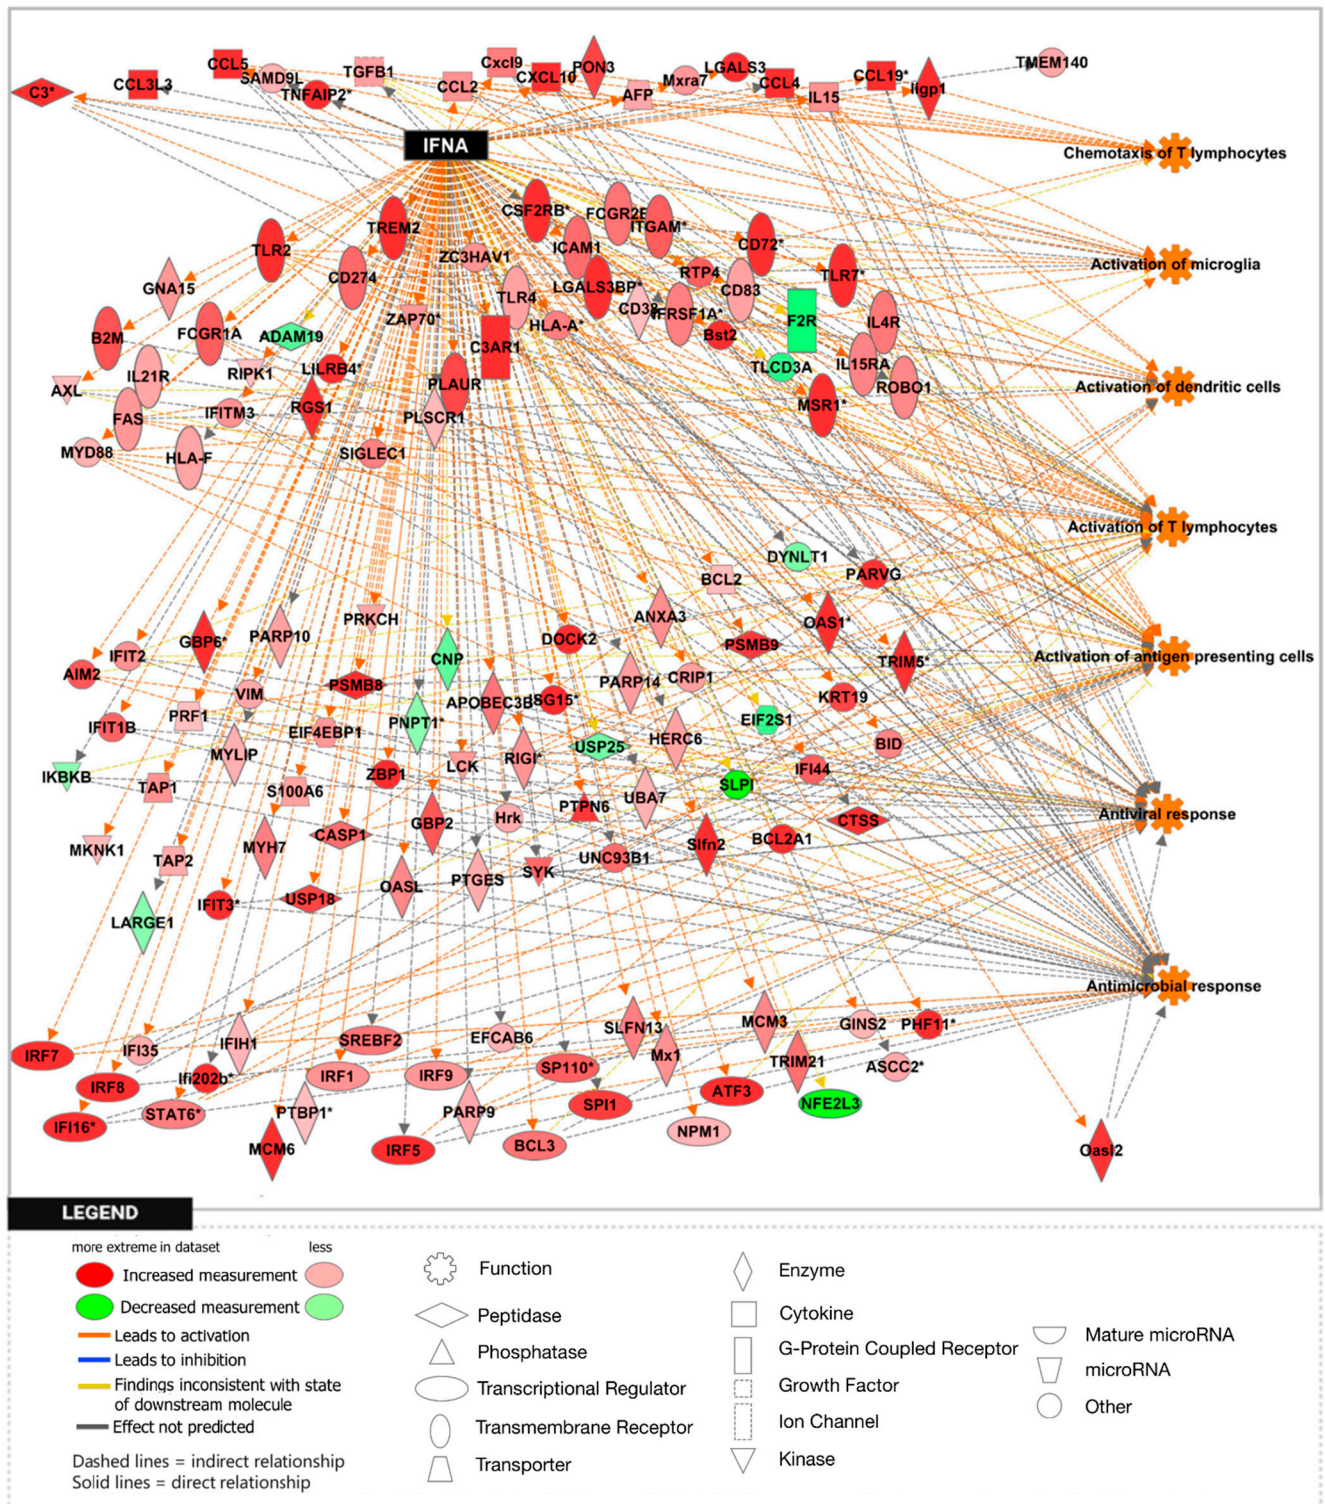 C3*
CCL3L3
CCL5
SAMD9L
TNFAIP2*
TGFB1
CCL2
Cxcl9
CXCL10
PON3
AFP
Mxra7
LGALS3
CCL4
IL15
CCL19*
Iigp1
TMEM140
IFNA
Chemotaxis of T lymphocytes
TLR2
TREM2
CSF2RB*
FCGR2B
ITGAM*
CD72*
ICAM1
ZC3HAV1
CD274
GNA15
TLR4
LGALS3BP*
RTP4
CD83
TLR7*
Activation of microglia
B2M
FCGR1A
ADAM19
ZAP70*
C3AR1
HLA-A*
IFRSF1A*
Bst2
F2R
IL4R
AXL
IL21R
RIPK1
LILRB4*
PLAUR
TLCD3A
IL15RA
ROBO1
Activation of dendritic cells
FAS
IFITM3
RGS1
PLSCR1
MSR1*
MYD88
HLA-F
SIGLEC1
Activation of T lymphocytes
DYNLT1
BCL2
PARVG
PRKCH
ANXA3
OAS1*
GBP6*
PARP10
CNP
DOCK2
PSMB9
TRIM5*
Activation of antigen presenting cells
AIM2
IFIT2
VIM
PSMB8
PARP14
CRIP1
KRT19
APOBEC3B*
ISG15*
IFIT1B
PRF1
EIF4EBP1
PNPT1*
EIF2S1
MYLIP
RIGI*
USP25
HERC6
BID
IKBKB
TAP1
S100A6
ZBP1
LCK
SLPI
IFI44
UBA7
PTPN6
Antiviral response
MKNK1
TAP2
MYH7
CASP1
GBP2
Hrk
UNC93B1
Slfn2
BCL2A1
CTSS
IFIT3*
USP18
OASL
PTGES
SYK
LARGE1
Antimicrobial response
IRF7
IFI35
IFIH1
SREBF2
EFCAB6
SLFN13
MCM3
GINS2
PHF11*
Mx1
IRF8
Ifi202b*
IRF1
IRF9
SP110*
TRIM21
ASCC2*
ATF3
NFE2L3
IFI16*
STAT6*
PTBP1*
PARP9
SPI1
MCM6
IRF5
BCL3
NPM1
Oasl2
LEGEND
more extreme in dataset less
Increased measurement
Decreased measurement
Leads to activation
Leads to inhibition
Findings inconsistent with state
of downstream molecule
Effect not predicted
Dashed lines = indirect relationship
Solid lines = direct relationship
Function
Peptidase
Phosphatase
Transcriptional Regulator
Transmembrane Receptor
Transporter
Enzyme
Cytokine
G-Protein Coupled Receptor
Growth Factor
Ion Channel
Kinase
Mature microRNA
microRNA
Other